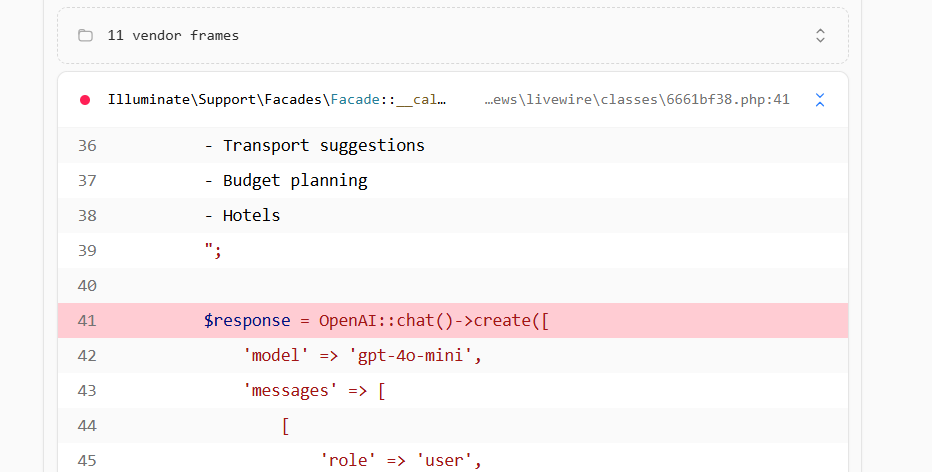 11 vendor frames
Illuminate\Support\Facades\Facade::__cal… …ews\livewire\classes\6661bf38.php:41
36 - Transport suggestions
37 - Budget planning
38 - Hotels
39 ";
40
41 $response = OpenAI::chat()->create([
42 'model' => 'gpt-4o-mini',
43 'messages' => [
44 [
45 'role' => 'user',